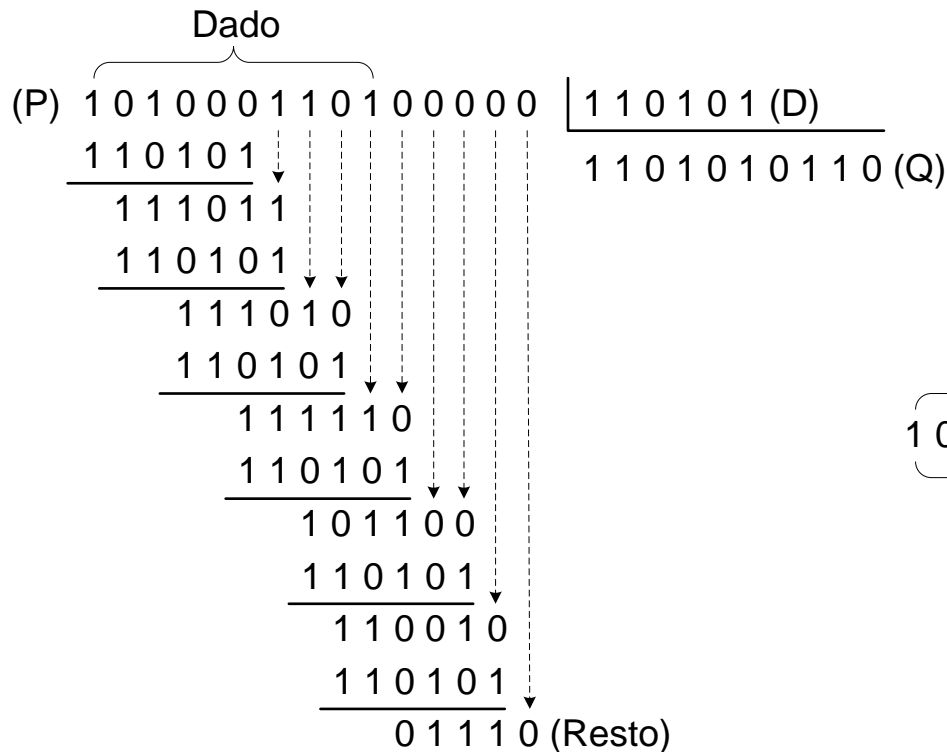 Dado
(P) 1 0 1 0 0 0 1 1 0 1 0 0 0 0 0 1 1 0 1 0 1 (D)
1 1 0 1 0 1 1 1 0 1 0 1 0 1 1 0 (Q)
1 1 1 0 1 1
1 1 0 1 0 1
1 1 1 0 1 0
1 1 0 1 0 1
1 1 1 1 1 0 1 0
1 1 0 1 0 1
1 0 1 1 0 0
1 1 0 1 0 1
1 1 0 0 1 0
1 1 0 1 0 1
0 1 1 1 0 (Resto)